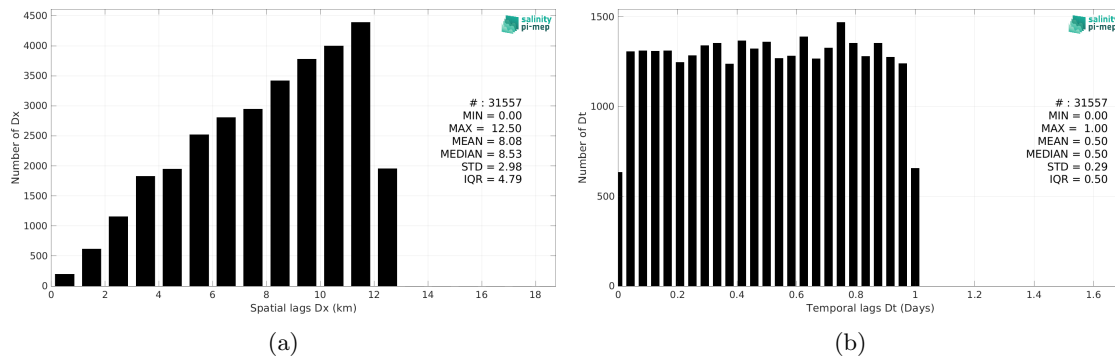 4500
4000
3500
3000
2500
2000
1500
1000
500
0
Number of Dx
0 2 4 6 8 10 12 14 16 18
Spatial lags Dx (km)
salinity
pi-mep
# : 31557
MIN = 0.00
MAX = 12.50
MEAN = 8.08
MEDIAN = 8.53
STD = 2.98
IQR = 4.79
(a)
1500
1000
500
0
Number of Dt
0 0.2 0.4 0.6 0.8 1 1.2 1.4 1.6
Temporal lags Dt (Days)
salinity
pi-mep
# : 31557
MIN = 0.00
MAX = 1.00
MEAN = 0.50
MEDIAN = 0.50
STD = 0.29
IQR = 0.50
(b)